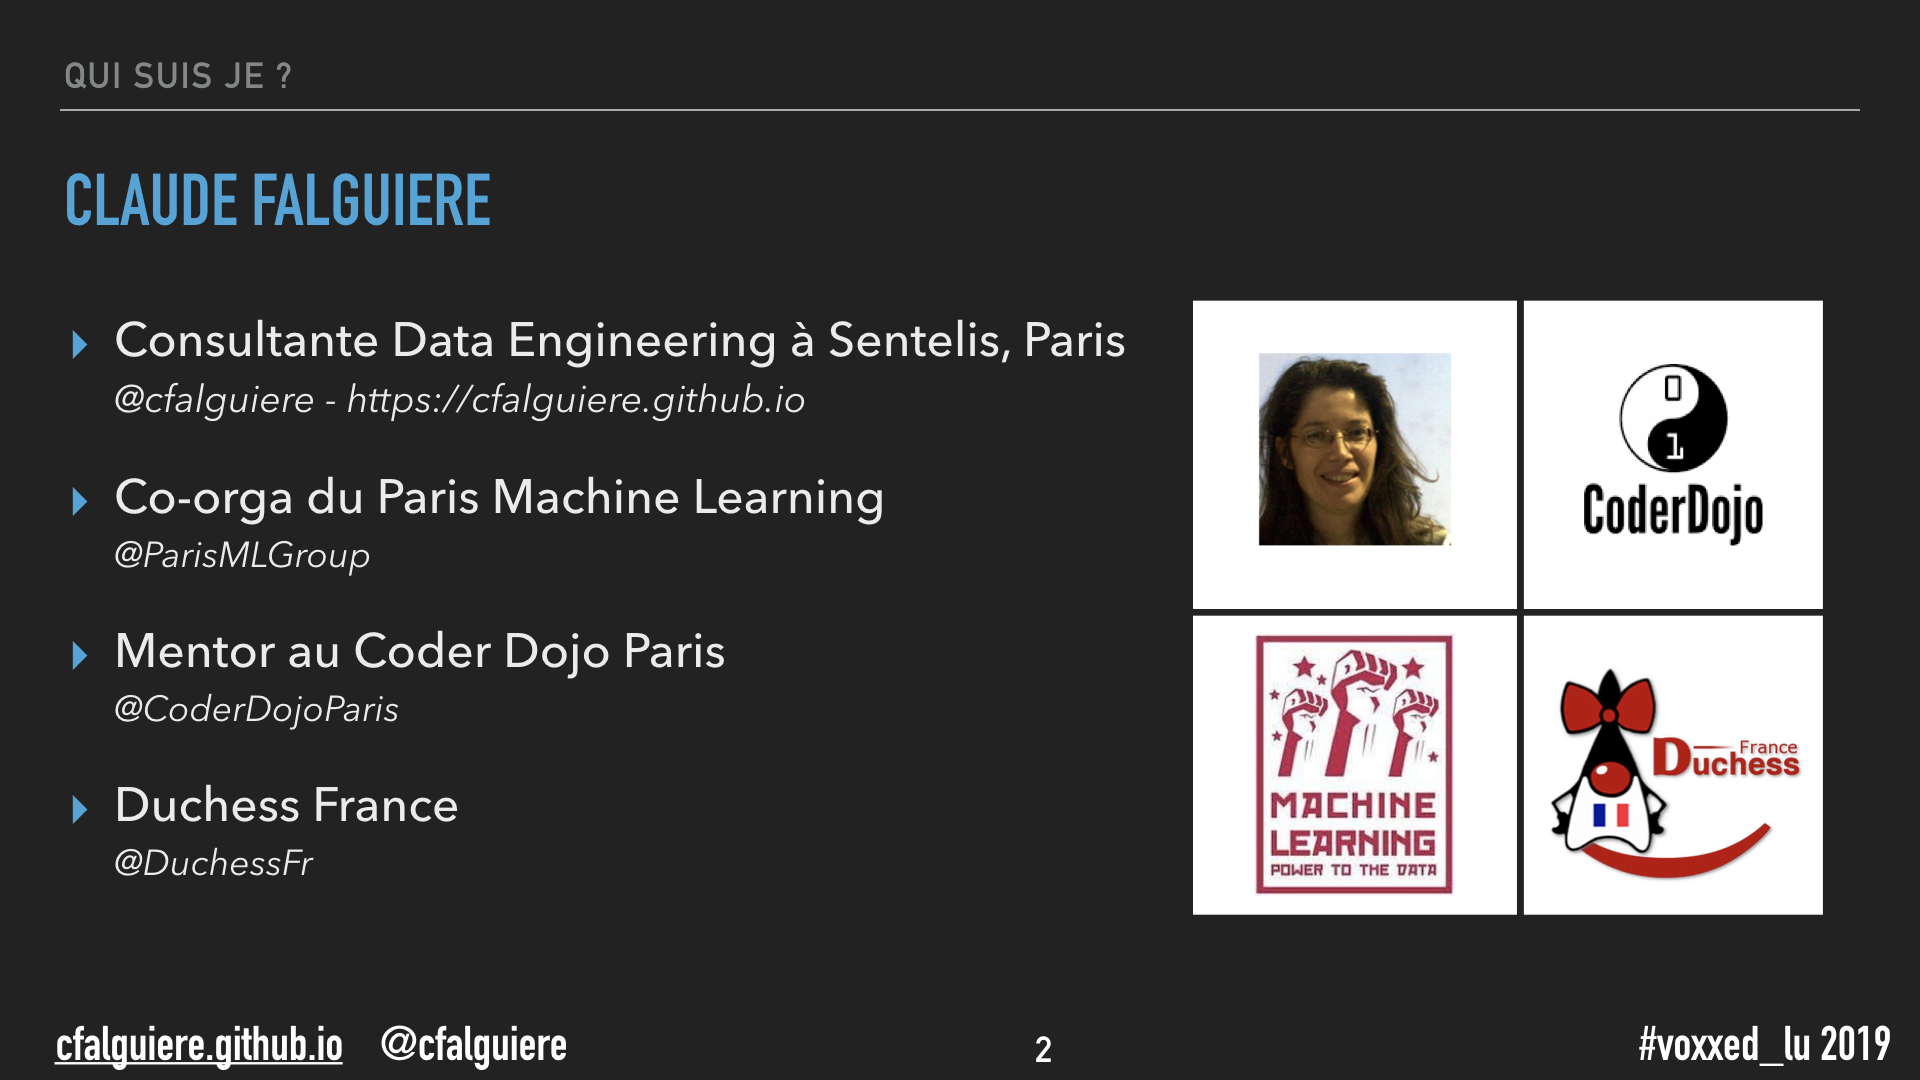 QUI SUIS JE ?
CLAUDE FALGUIERE
Consultante Data Engineering à Sentelis, Paris
@cfalguiere - https://cfalguiere.github.io
Co-orga du Paris Machine Learning
@ParisMLGroup
Mentor au Coder Dojo Paris
@CoderDojoParis
Duchess France
@DuchessFr
0
1
CoderDojo
MACHINE
LEARNING
POWER TO THE DATA
France
Duchess
cfalguiere.github.io @cfalguiere
2
#voxxed_lu 2019